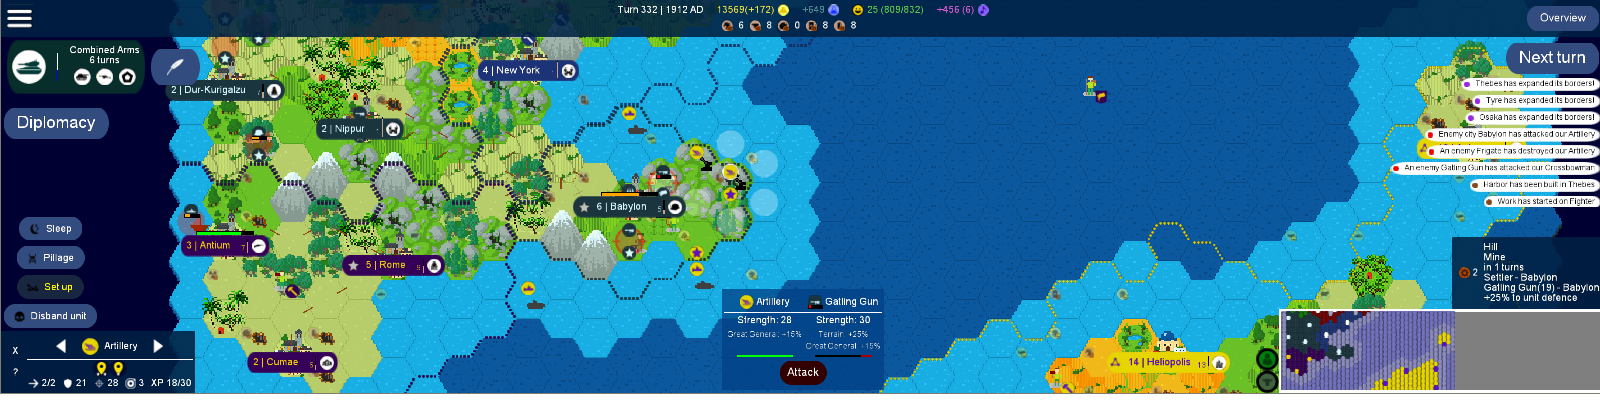 Turn 332 | 1912 AD
13569(+172)
+649
25 (809/832)
+456 (6)
6 8 0 8 8
Overview
Combined Arms
6 turns
Next turn
Diplomacy
4 | New York
2 | Dur-Kurigalzu
2 | Nippur
Thebes has expanded its borders!
Tyre has expanded its borders!
Osaka has expanded its borders!
Enemy city Babylon has attacked our Artillery
An enemy Frigate has destroyed our Artillery
An enemy Gatling Gun has attacked our Crossbowman
Harbor has been built in Thebes
Work has started on Fighter
6 | Babylon
Sleep
Pillage
Set up
Disband unit
3 | Antium 7
5 | Rome
Hill
Mine
2 in 1 turns
Settler - Babylon
Gatling Gun(19) - Babylon
+25% to unit defence
Artillery
Gatling Gun
Strength: 28
Strength: 30
Great General: +15%
Terrain: +25%
Great General: +15%
Attack
X
Artillery
?
2/2 21 28 3 XP 18/30
2 | Cumae
14 | Heliopolis 13